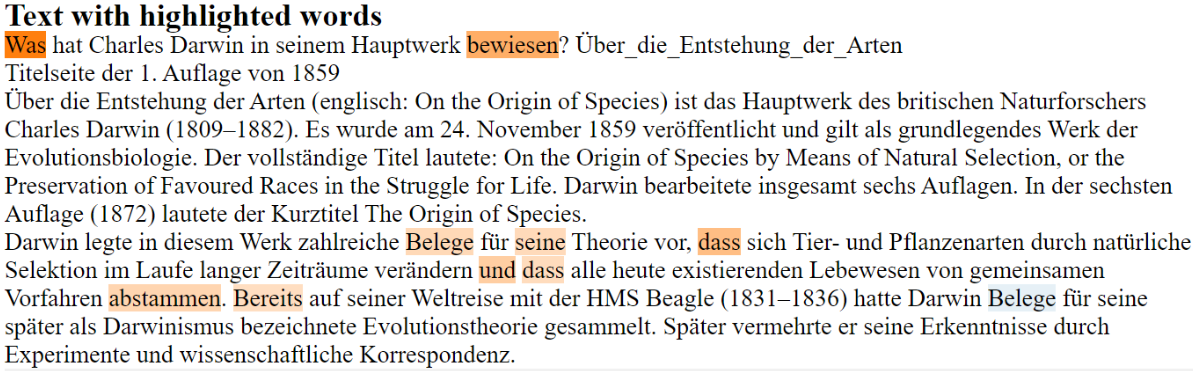 Text with highlighted words
Was hat Charles Darwin in seinem Hauptwerk bewiesen? Über_die_Entstehung_der_Arten
Titelseite der 1. Auflage von 1859
Über die Entstehung der Arten (englisch: On the Origin of Species) ist das Hauptwerk des britischen Naturforschers
Charles Darwin (1809–1882). Es wurde am 24. November 1859 veröffentlicht und gilt als grundlegendes Werk der
Evolutionsbiologie. Der vollständige Titel lautete: On the Origin of Species by Means of Natural Selection, or the
Preservation of Favoured Races in the Struggle for Life. Darwin bearbeitete insgesamt sechs Auflagen. In der sechsten
Auflage (1872) lautete der Kurztitel The Origin of Species.
Darwin legte in diesem Werk zahlreiche Belege für seine Theorie vor, dass sich Tier- und Pflanzenarten durch natürliche
Selektion im Laufe langer Zeiträume verändern und dass alle heute existierenden Lebewesen von gemeinsamen
Vorfahren abstammen. Bereits auf seiner Weltreise mit der HMS Beagle (1831–1836) hatte Darwin Belege für seine
später als Darwinismus bezeichnete Evolutionstheorie gesammelt. Später vermehrte er seine Erkenntnisse durch
Experimente und wissenschaftliche Korrespondenz.